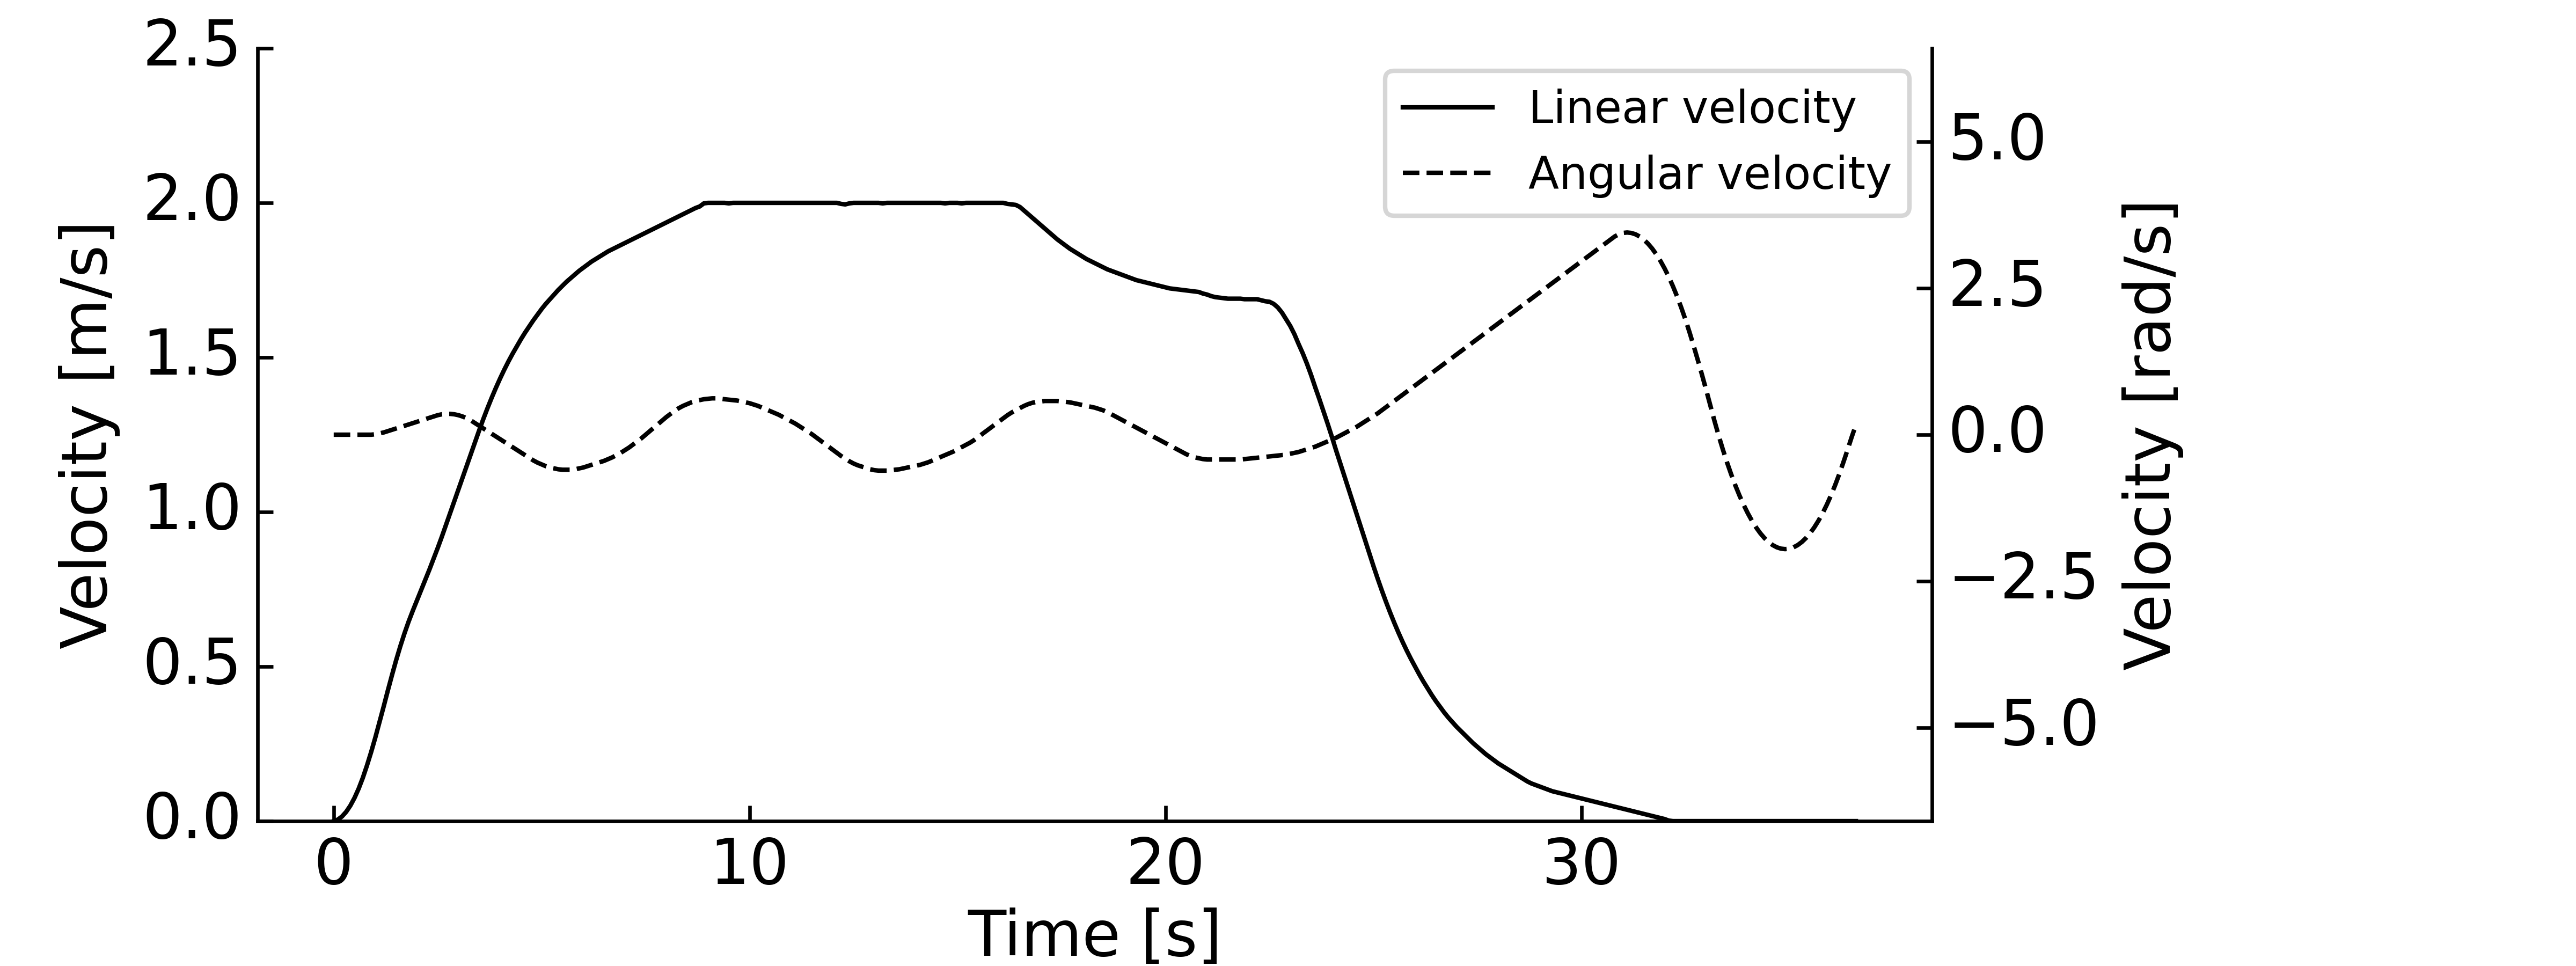 2.5
2.0
1.5
1.0
0.5
0.0
Velocity [m/s]
Linear velocity
Angular velocity
5.0
2.5
0.0
−2.5
−5.0
Velocity [rad/s]
0 10 20 30
Time [s]